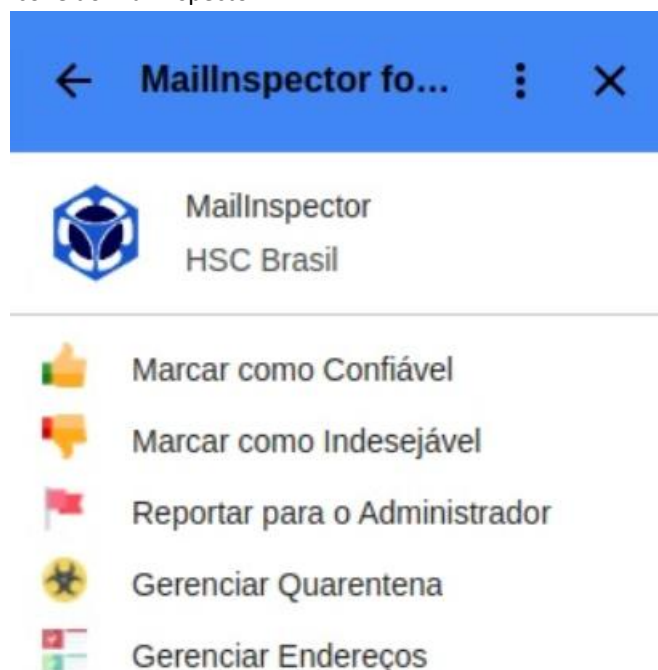 MailInspector fo...
MailInspector
HSC Brasil
Marcar como Confiável
Marcar como Indesejável
Reportar para o Administrador
Gerenciar Quarentena
Gerenciar Endereços